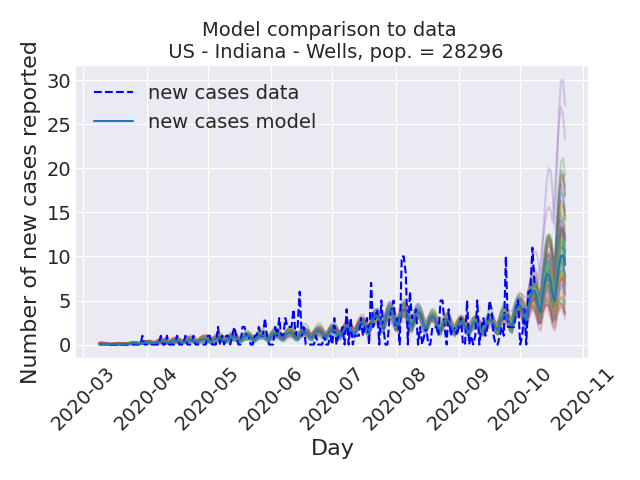 Model comparison to data
US - Indiana - Wells, pop. = 28296
Number of new cases reported
30
25
20
15
10
5
0
new cases data
new cases model
2020-03
2020-04
2020-05
2020-06
2020-07
2020-08
2020-09
2020-10
2020-11
Day